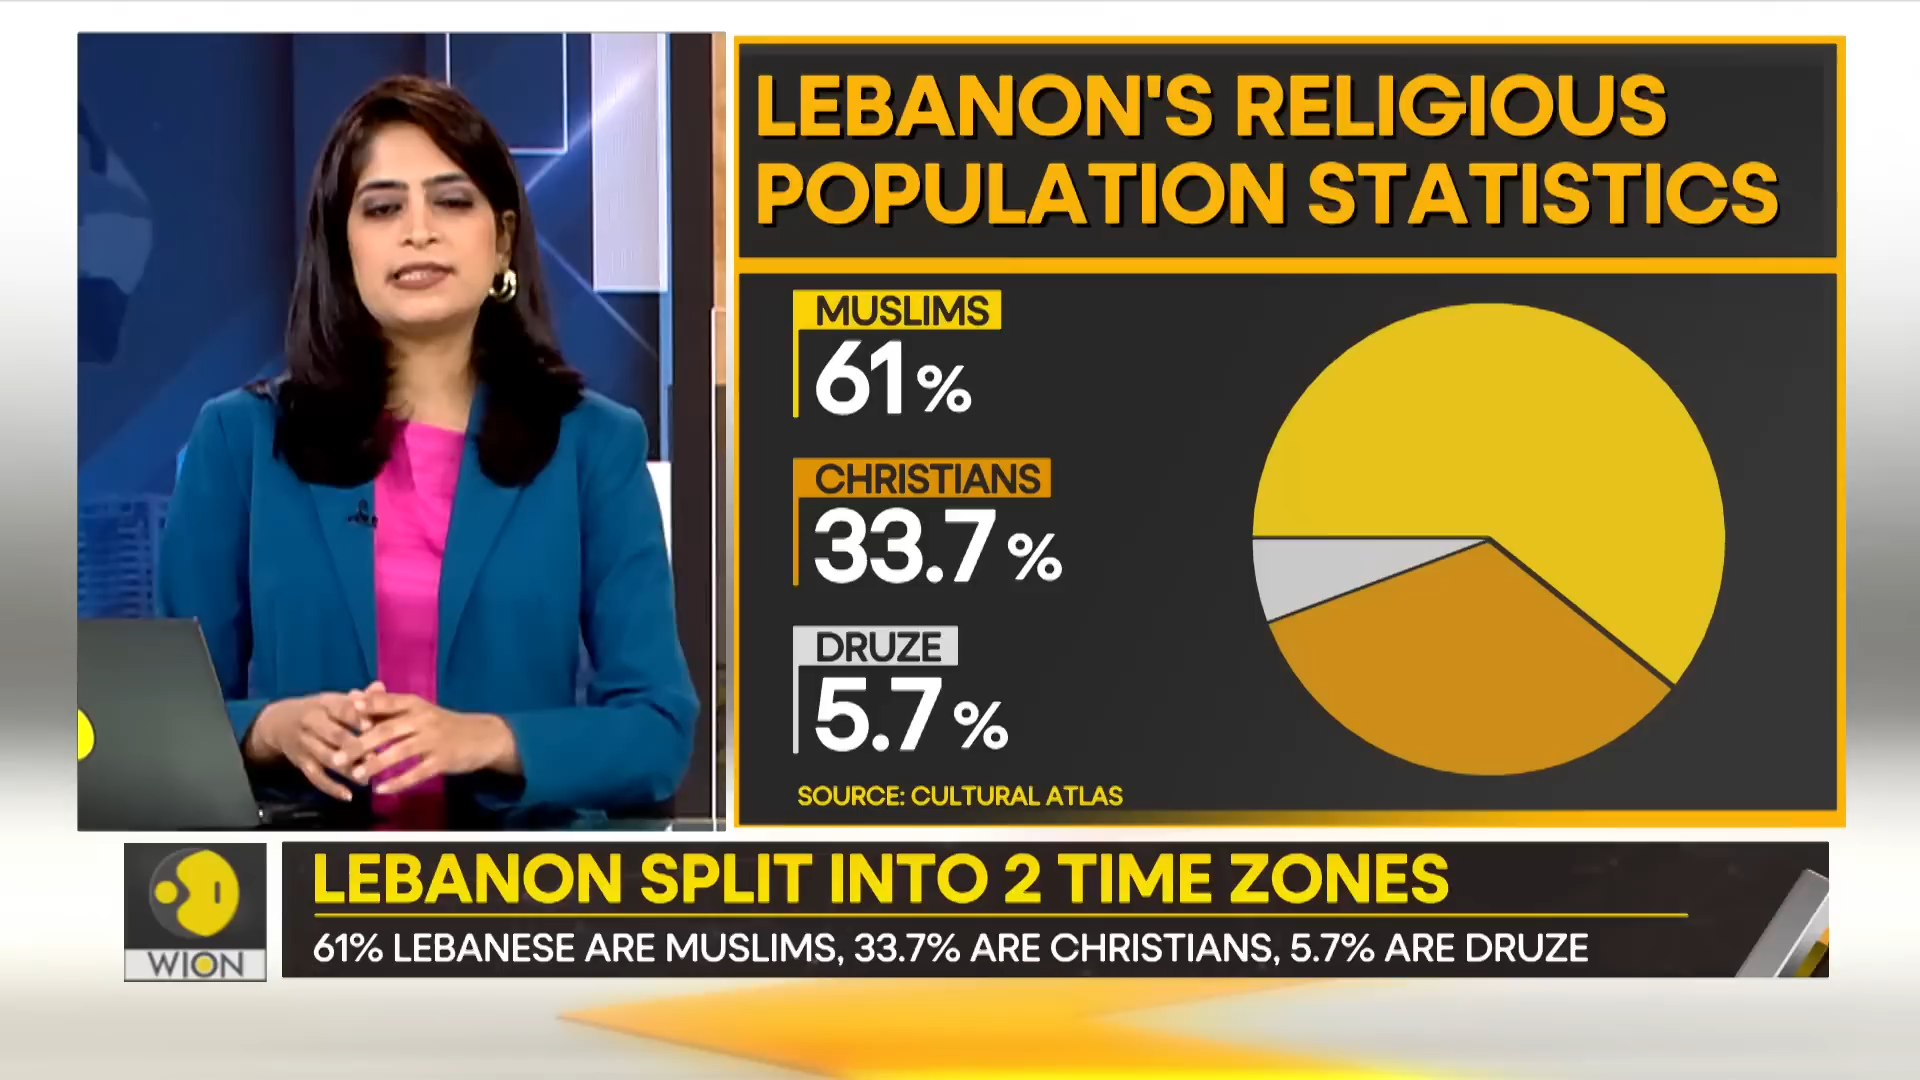 LEBANON'S RELIGIOUS
POPULATION STATISTICS
MUSLIMS
61%
CHRISTIANS
33.7%
DRUZE
5.7%
SOURCE: CULTURAL ATLAS
LEBANON SPLIT INTO 2 TIME ZONES
61% LEBANESE ARE MUSLIMS, 33.7% ARE CHRISTIANS, 5.7% ARE DRUZE
WION